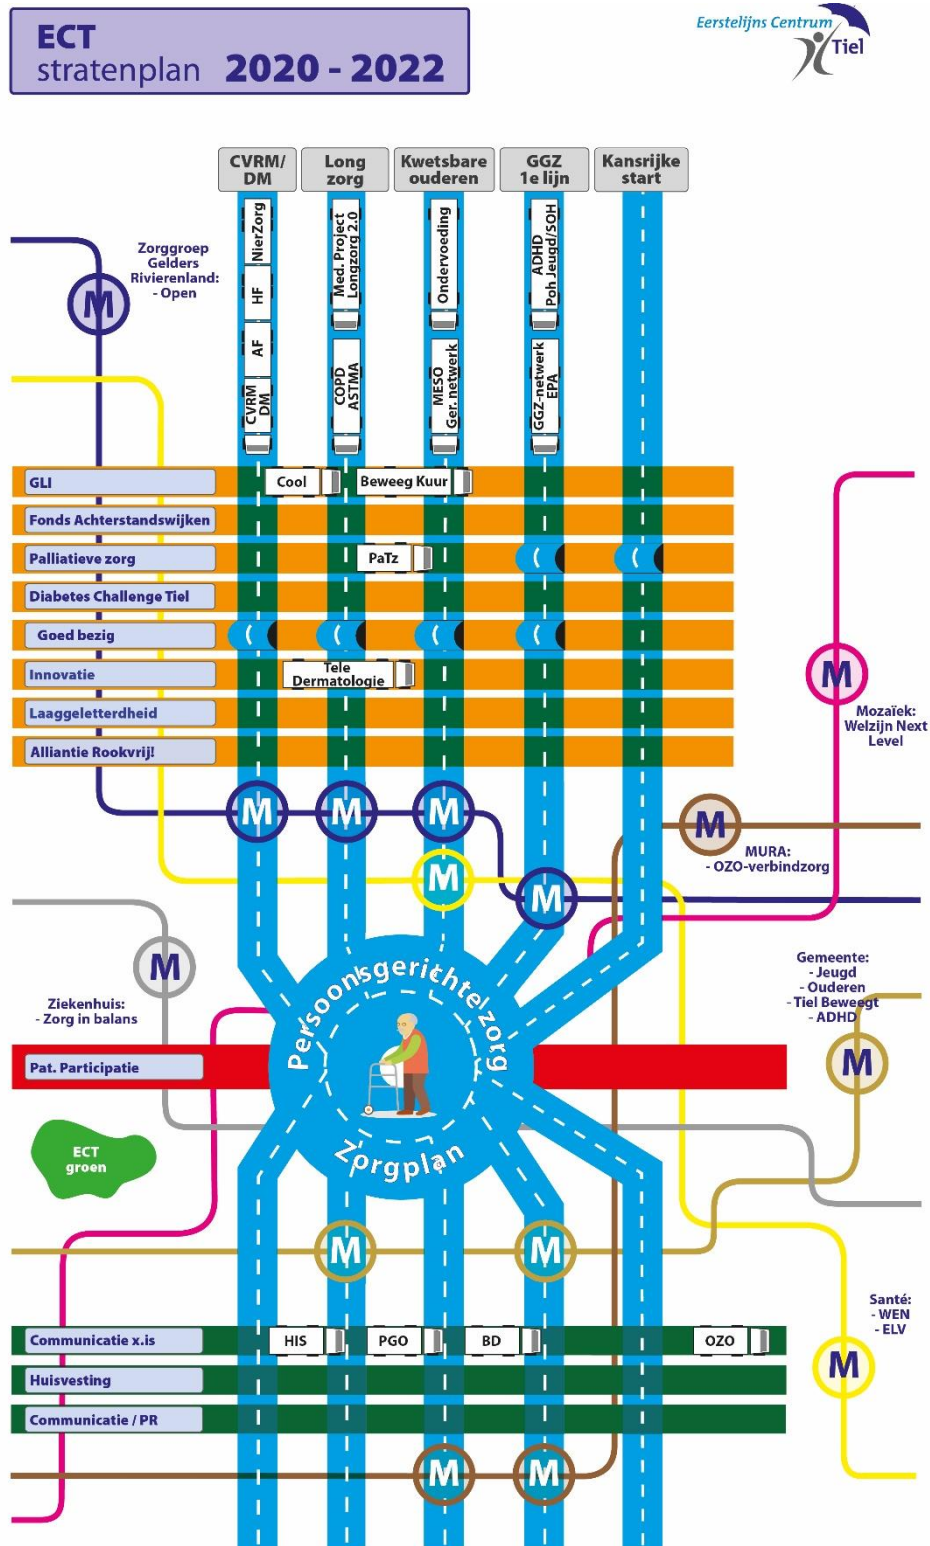 ECT
stratenplan 2020 - 2022
Eerstelijns Centrum
Tiel
CVRM/
DM
Long
zorg
Kwetsbare
ouderen
GGZ
1e lijn
Kansrijke
start
NierZorg
HF
AF
CVRM
DM
Med. Project
Longzorg 2.0
COPD
ASTMA
Ondervoeding
MESO
Ger. netwerk
ADHD
Poh Jeugd/SOH
GGZ-netwerk
EPA
Zorggroep
Gelders
Rivierenland:
- Open
M
GLI
Cool
Beweeg Kuur
Fonds Achterstandswijken
Palliatieve zorg
PaTz
Diabetes Challenge Tiel
Goed bezig
Innovatie
Tele
Dermatologie
Laaggeletterdheid
Alliantie Rookvrij!
M
Mozaïek:
Welzijn Next
Level
M
M
M
M
MURA:
- OZO-verbindzorg
M
M
M
Ziekenhuis:
- Zorg in balans
Gemeente:
- Jeugd
- Ouderen
- Tiel Beweegt
- ADHD
M
Persoonsgerichte zorg
Zorgplan
Pat. Participatie
ECT
groen
M
M
Santé:
- WEN
- ELV
M
Communicatie x.is
HIS
PGO
BD
OZO
Huisvesting
Communicatie / PR
M
M